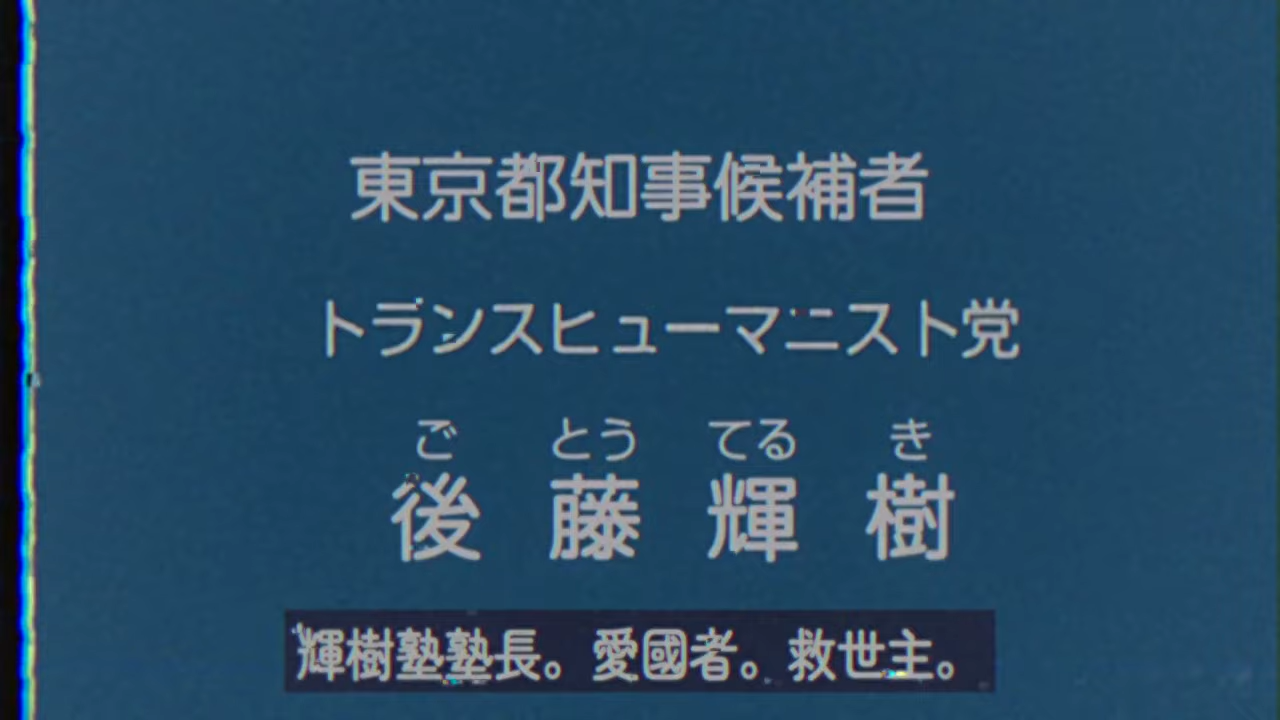 東京都知事候補者
トランスヒューマニスト党
ご とう てる き
後 藤 輝 樹
輝樹塾塾長。愛國者。救世主。